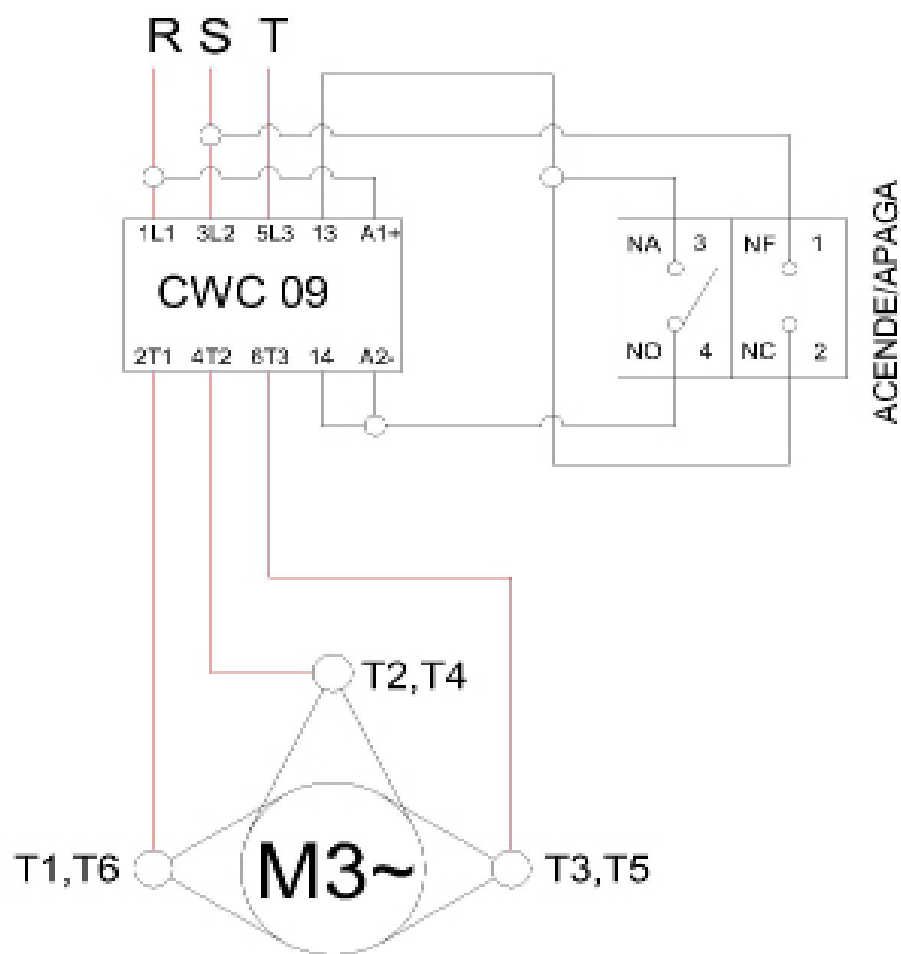 R S T
1L1 3L2 5L3 13 A1+
CWC 09
2T1 4T2 6T3 14 A2-
NA 3 NF 1
NO 4 NC 2
ACENDE/APAGA
T2,T4
T1,T6 M3~ T3,T5